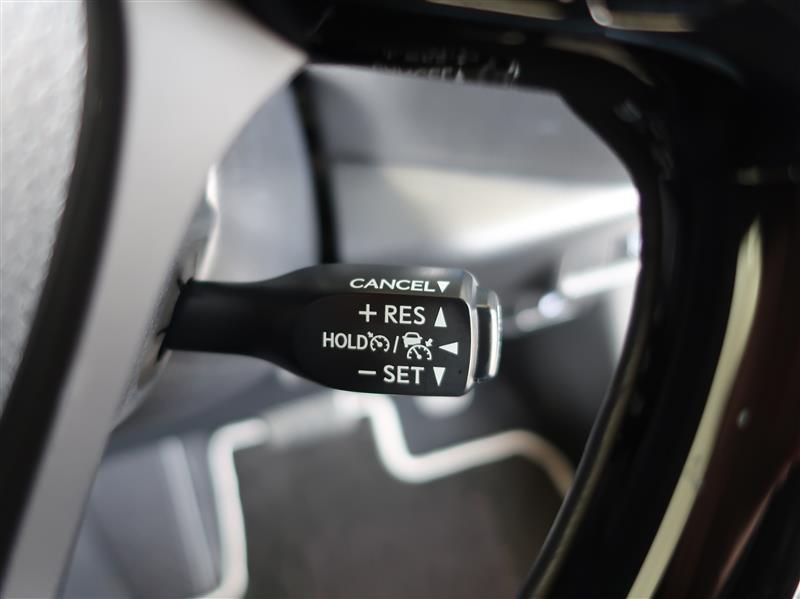 CANCEL▼
+ RES ▲
HOLD / ◄
− SET ▼